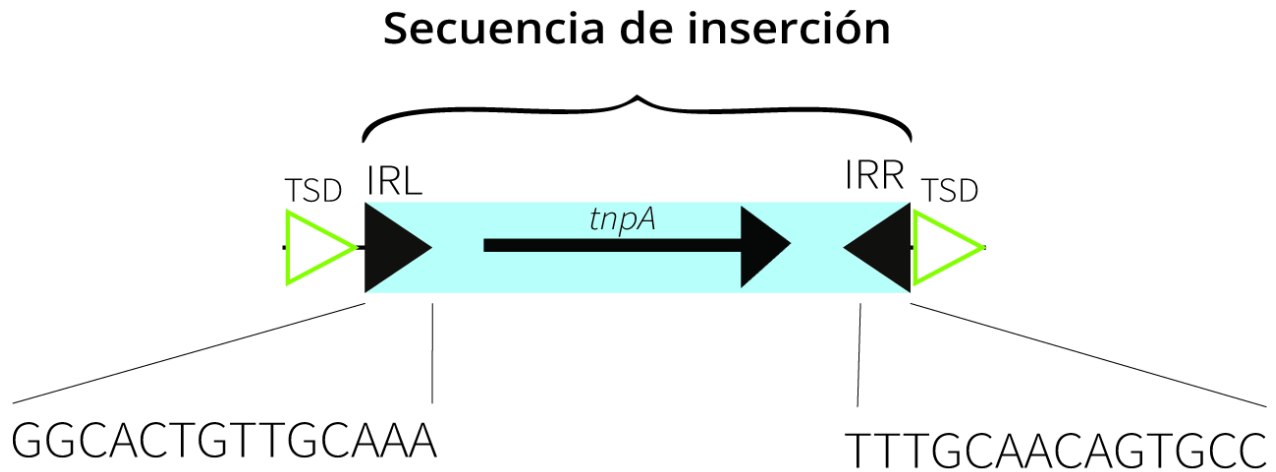 Secuencia de inserción
TSD IRL IRR TSD
tnpA
GGCACTGTTGCAAA TTTGCAACAGTGCC